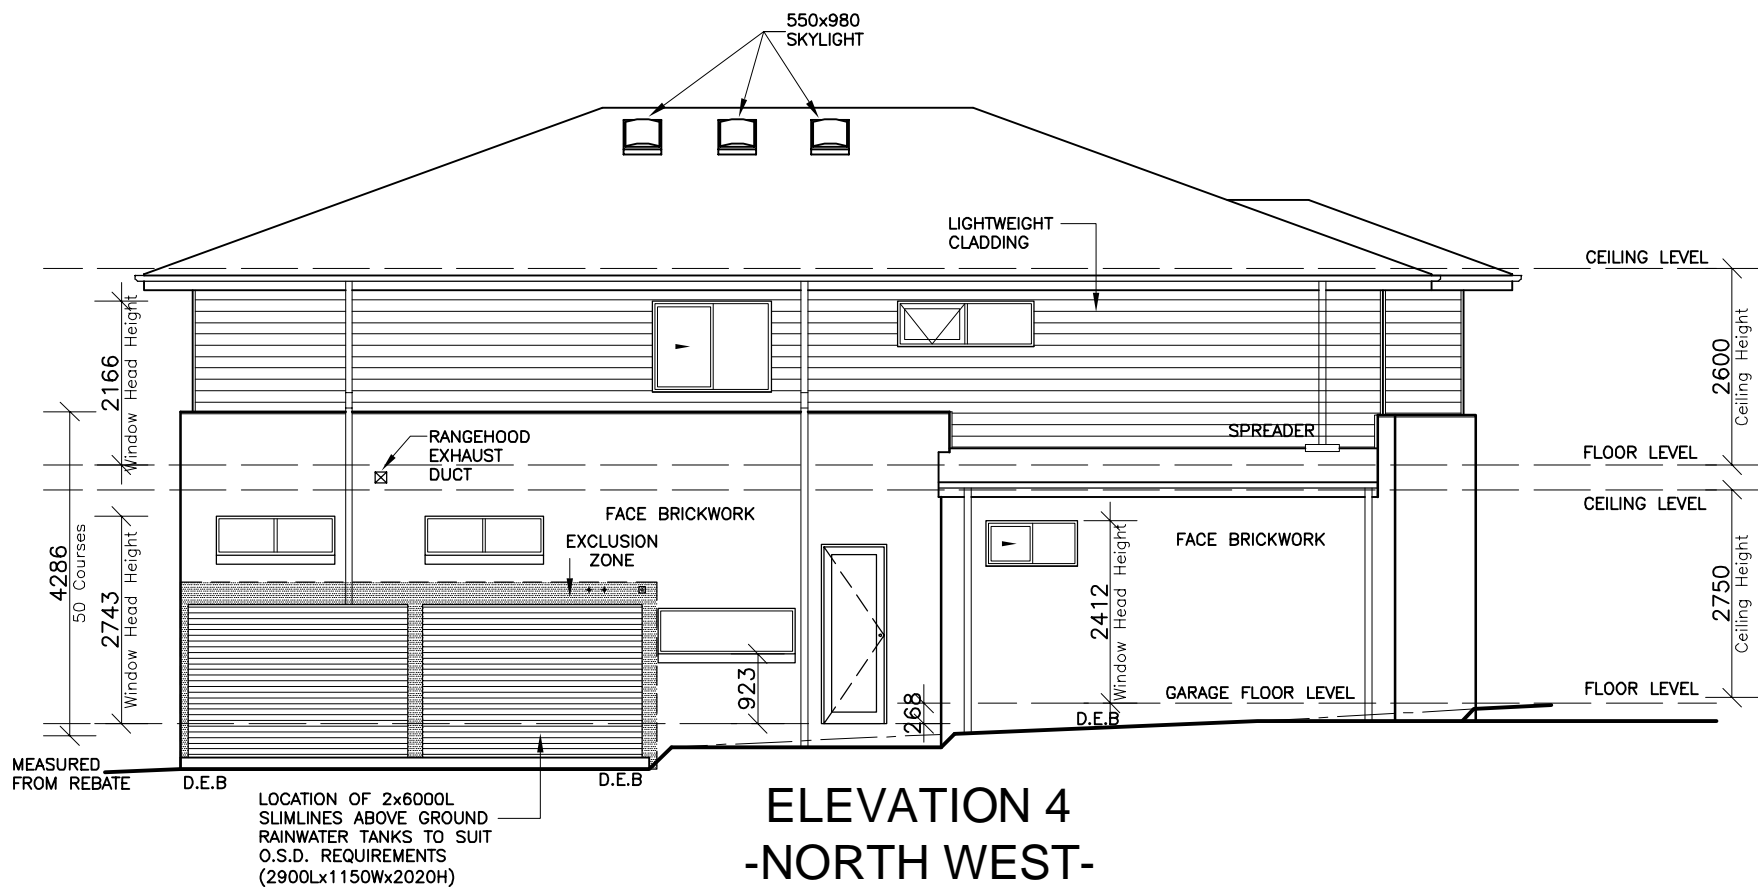 550x980
SKYLIGHT
LIGHTWEIGHT
CLADDING
CEILING LEVEL
2166
Window Head Height
2600
Ceiling Height
RANGEHOOD
EXHAUST
DUCT
SPREADER
FLOOR LEVEL
CEILING LEVEL
4286
50 Courses
2743
Window Head Height
FACE BRICKWORK
EXCLUSION
ZONE
FACE BRICKWORK
2412
Window Head Height
2750
Ceiling Height
923
268
GARAGE FLOOR LEVEL
FLOOR LEVEL
D.E.B
MEASURED
FROM REBATE
D.E.B
D.E.B
LOCATION OF 2x6000L
SLIMLINES ABOVE GROUND
RAINWATER TANKS TO SUIT
O.S.D. REQUIREMENTS
(2900Lx1150Wx2020H)
ELEVATION 4
-NORTH WEST-